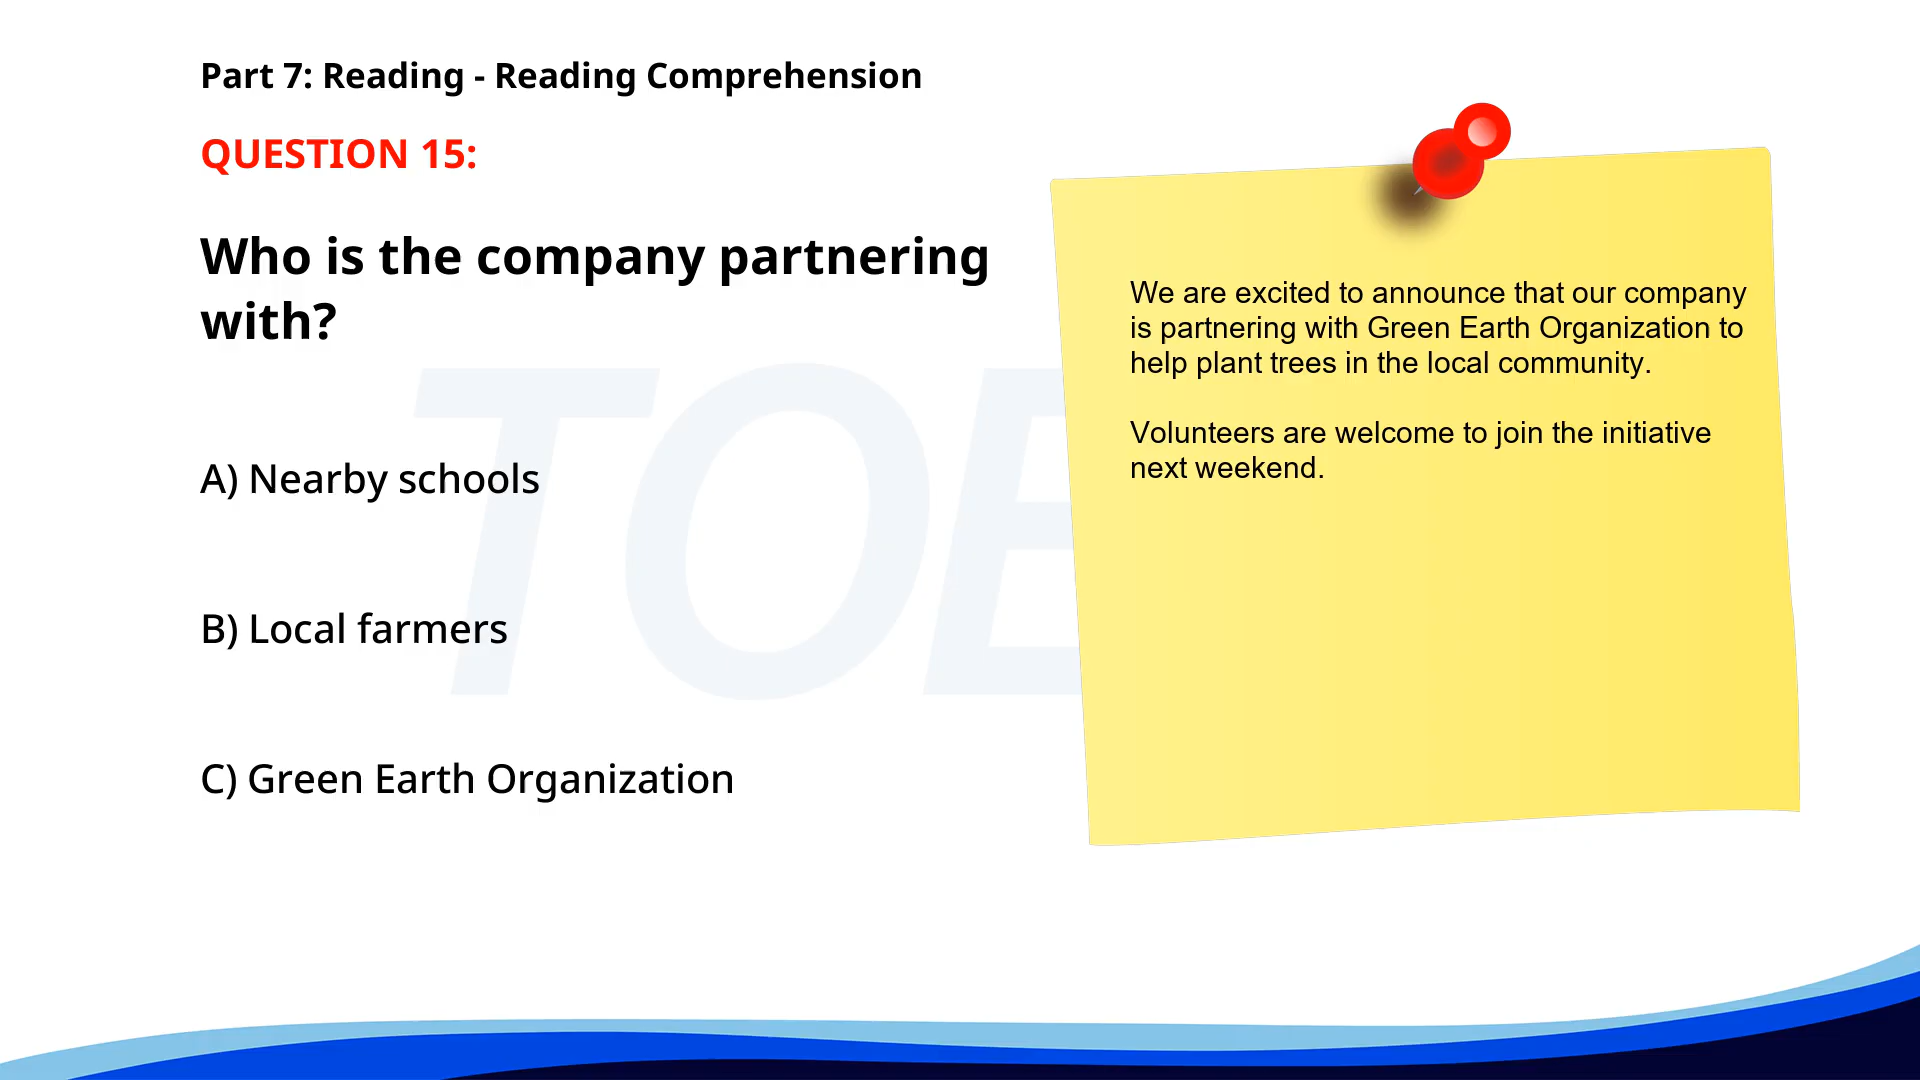 Part 7: Reading - Reading Comprehension
QUESTION 15:
Who is the company partnering
with?
A) Nearby schools
B) Local farmers
C) Green Earth Organization
We are excited to announce that our company
is partnering with Green Earth Organization to
help plant trees in the local community.
Volunteers are welcome to join the initiative
next weekend.